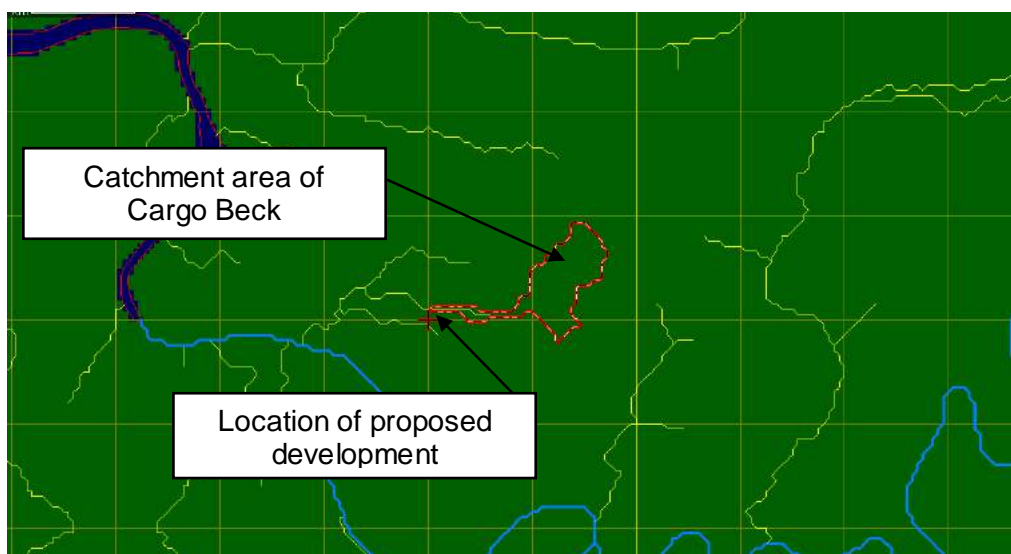 Catchment area of
Cargo Beck
Location of proposed
development